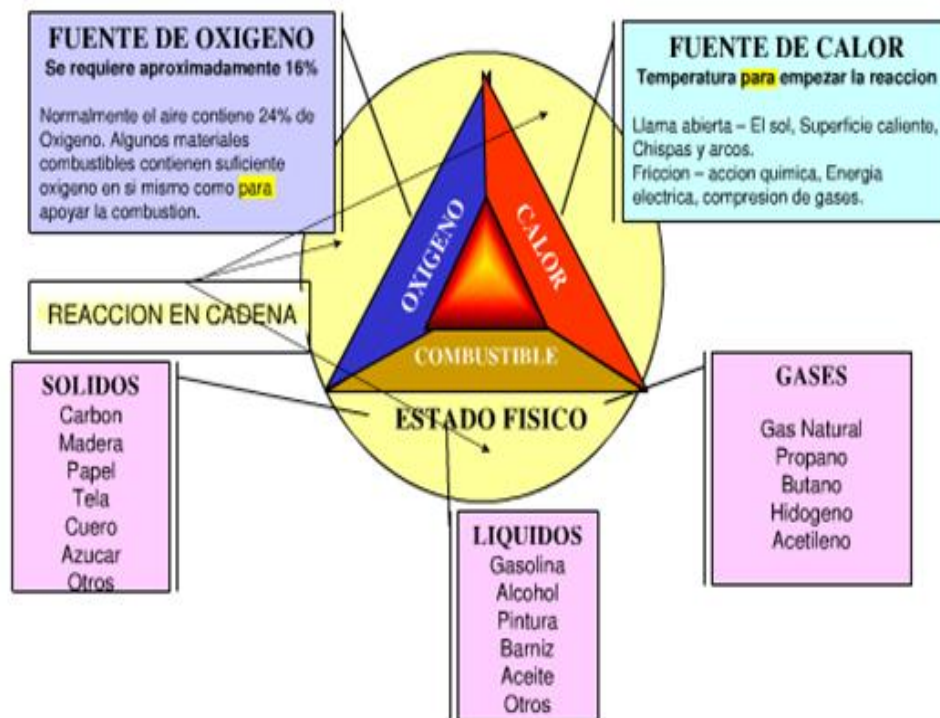 FUENTE DE OXIGENO
Se requiere aproximadamente 16%
Normalmente el aire contiene 24% de
Oxigeno. Algunos materiales
combustibles contienen suficiente
oxigeno en si mismo como para
apoyar la combustion.
FUENTE DE CALOR
Temperatura para empezar la reaccion
Llama abierta – El sol, Superficie caliente,
Chispas y arcos.
Friccion – accion quimica, Energia
electrica, compresion de gases.
OXIGENO
CALOR
COMBUSTIBLE
REACCION EN CADENA
ESTADO FISICO
SOLIDOS
Carbon
Madera
Papel
Tela
Cuero
Azucar
Otros
LIQUIDOS
Gasolina
Alcohol
Pintura
Barniz
Aceite
Otros
GASES
Gas Natural
Propano
Butano
Hidogeno
Acetileno